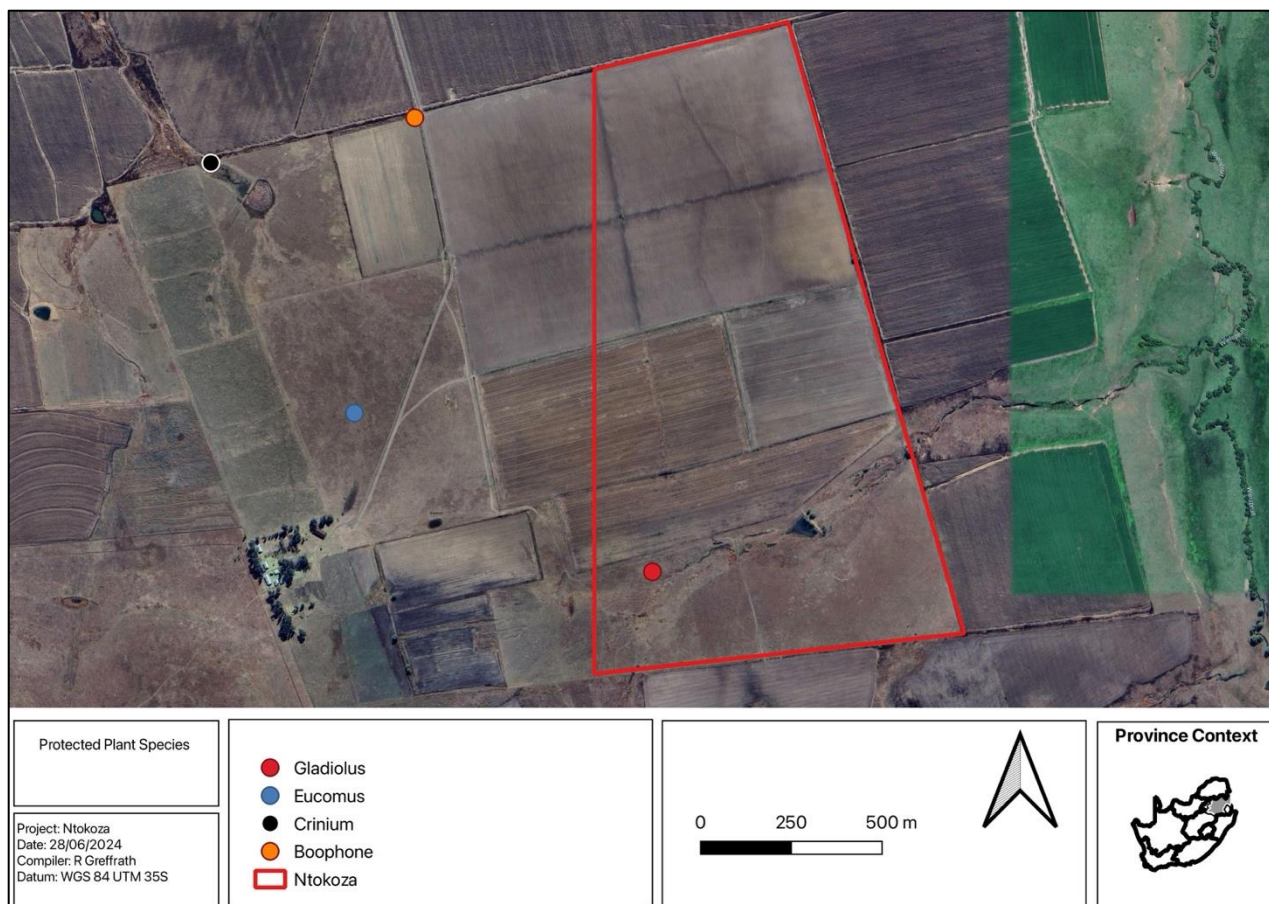 Protected Plant Species
Project: Ntokoza
Date: 28/06/2024
Compiler: R Greffrath
Datum: WGS 84 UTM 35S
Gladiolus
Eucomus
Crinium
Boophone
Ntokoza
0 250 500 m
Province Context